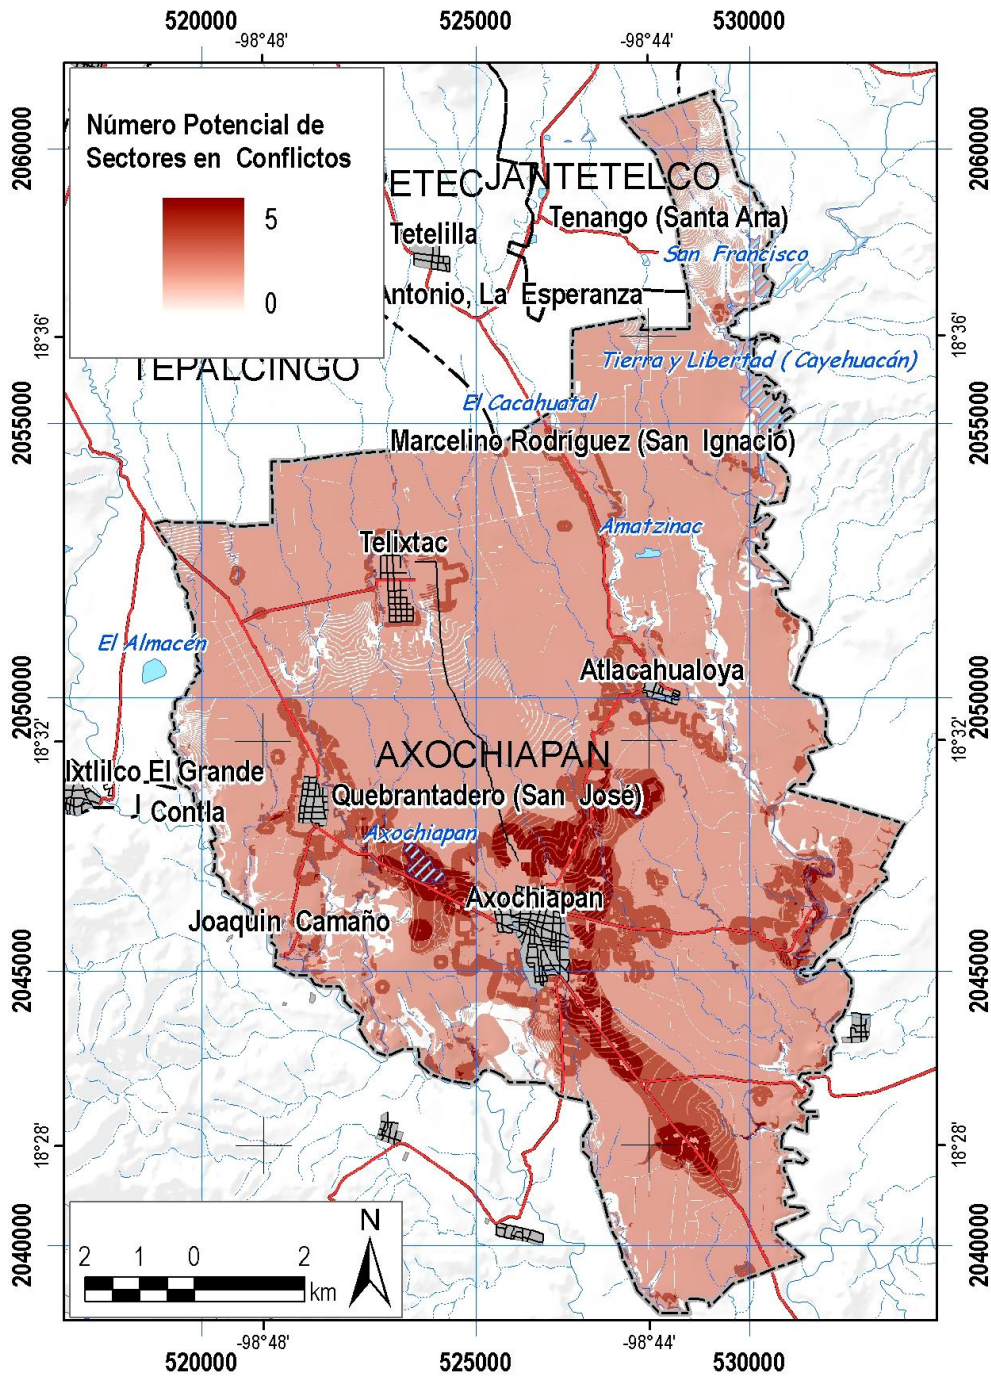 520000
525000
530000
-98°48'
-98°44'
2060000
2060000
Número Potencial de
Sectores en Conflictos
5
0
PETEC
JANTETELCO
Tenango (Santa Ana)
Tetelilla
San Francisco
Antonio, La Esperanza
18°36'
18°36'
TEPALCINGO
Tierra y Libertad ( Cayehuacán)
El Cacahuatal
2055000
2055000
Marcelino Rodríguez (San Ignacio)
Amatzinac
Telixtac
El Almacén
Atlacahualoya
2050000
2050000
18°32'
18°32'
AXOCHIAPAN
Ixtlilco El Grande
J Contla
Quebrantadero (San José)
Axochiapan
Axochiapan
Joaquin Camaño
2045000
2045000
18°28'
18°28'
2 1 0 2
km
N
2040000
2040000
-98°48'
-98°44'
520000
525000
530000